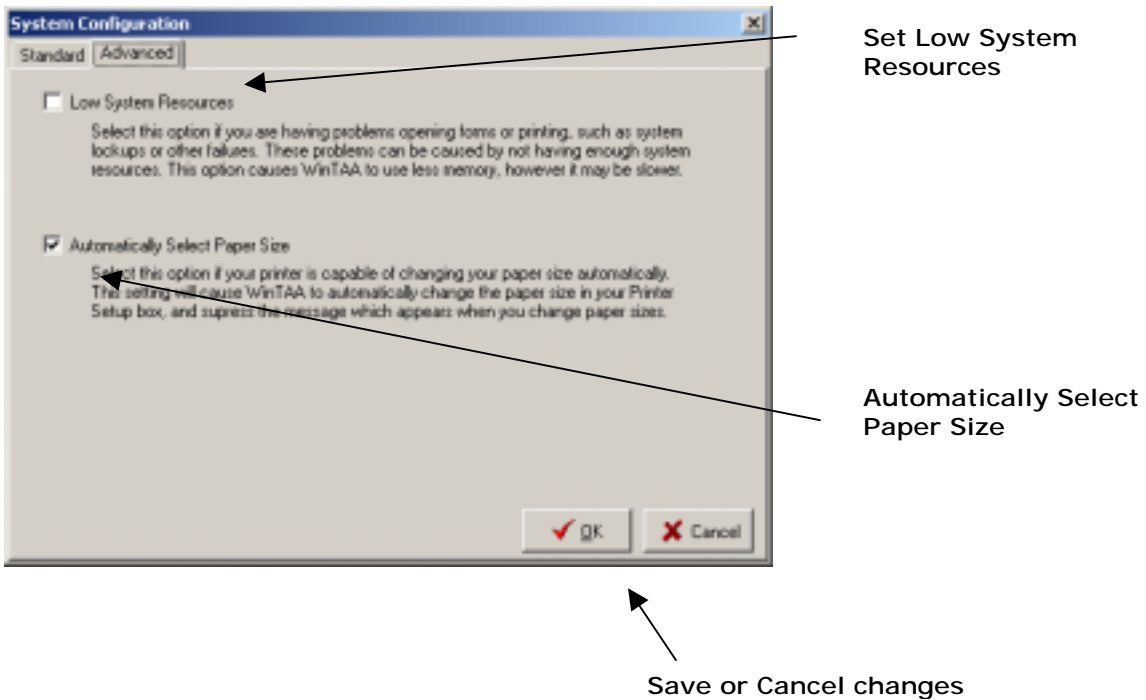 System Configuration
Standard Advanced
Low System Resources
Select this option if you are having problems opening forms or printing, such as system
lockups or other failures. These problems can be caused by not having enough system
resources. This option causes WinTAA to use less memory, however it may be slower.
Automatically Select Paper Size
Select this option if your printer is capable of changing your paper size automatically.
This setting will cause WinTAA to automatically change the paper size in your Printer
Setup box, and supress the message which appears when you change paper sizes.
OK Cancel
Set Low System
Resources
Automatically Select
Paper Size
Save or Cancel changes